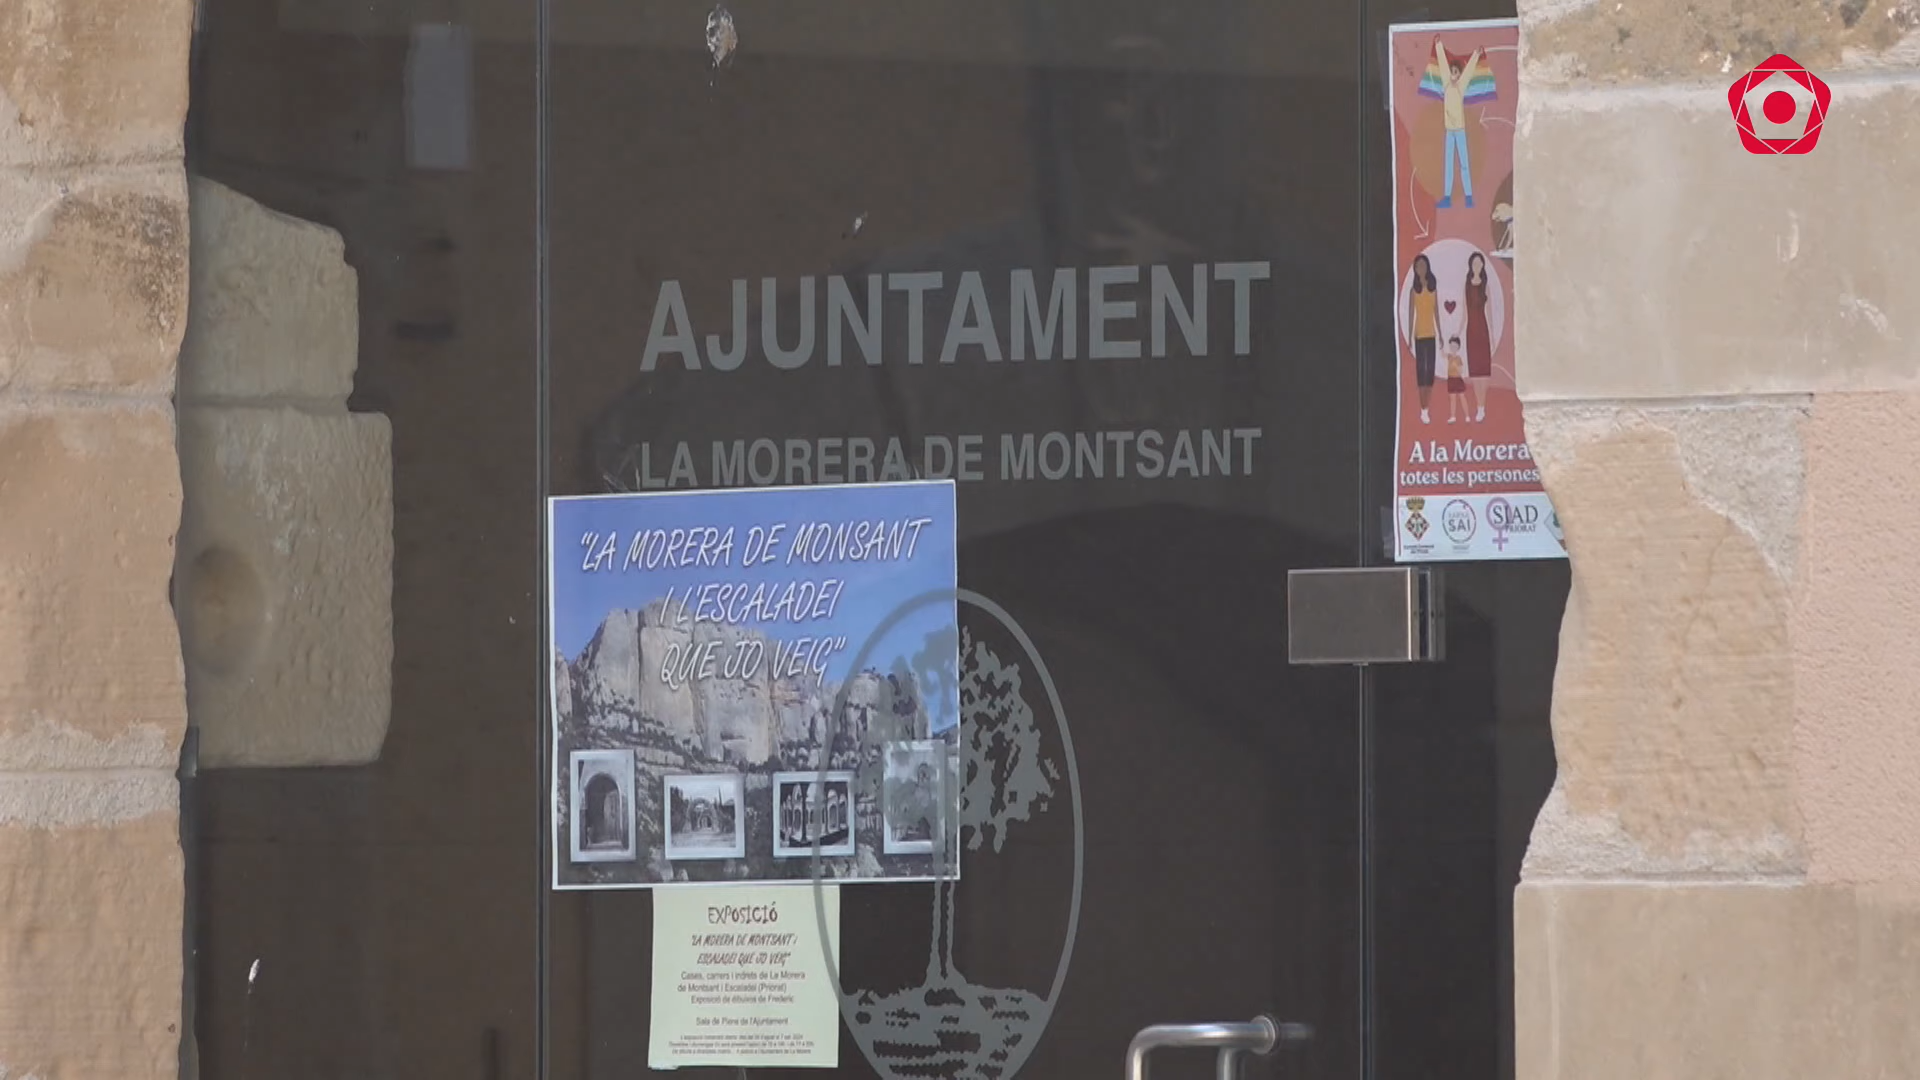 AJUNTAMENT
LA MORERA DE MONTSANT
"LA MORERA DE MONSANT
I L'ESCALADEI
QUE JO VEIG"
EXPOSICIÓ
"LA MORERA DE MONTSANT I
ESCALADEI QUE JO VEIG"
Cases, carrers i indrets de La Morera
de Montsant i Escaladei (Priorat)
Exposició de dibuixos de Frederic
Sala de Plens de l'Ajuntament
A la Morera
totes les persones
SAI
SIAD
PRIORAT